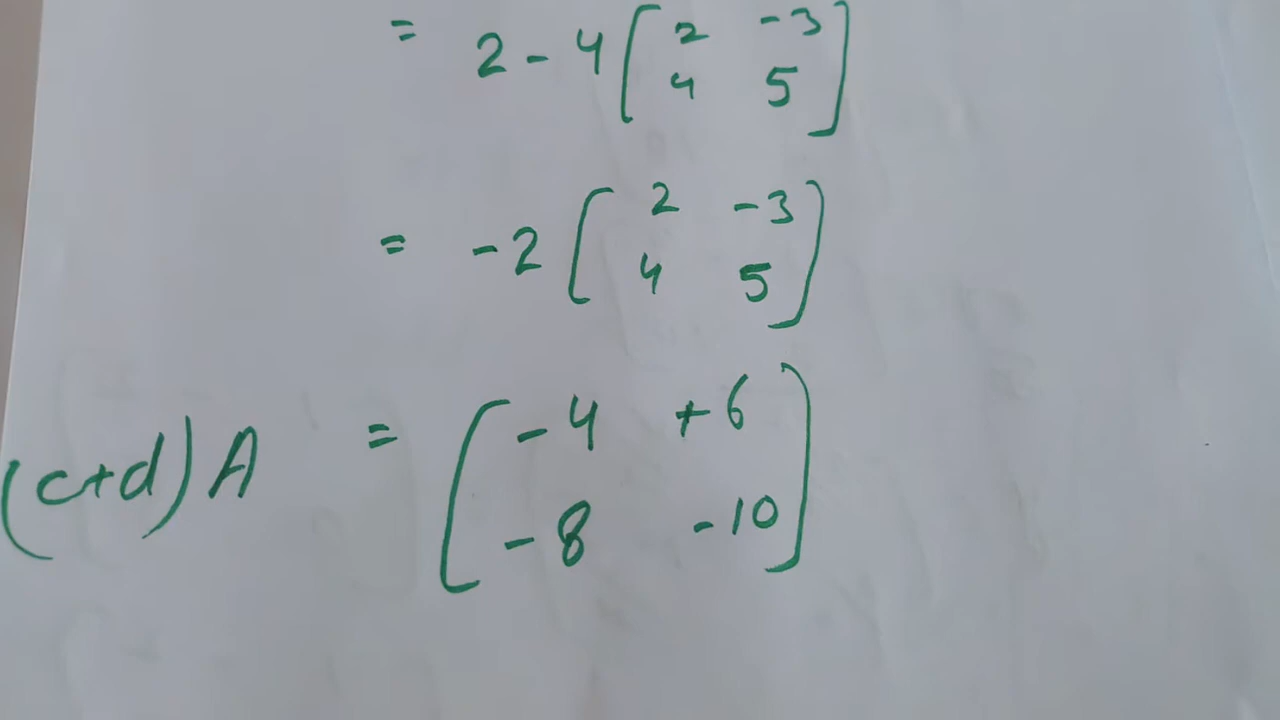 = 2 - 4 [ 2 -3
4 5 ]
= -2 [ 2 -3
4 5 ]
(c+d) A = [ -4 +6
-8 -10 ]